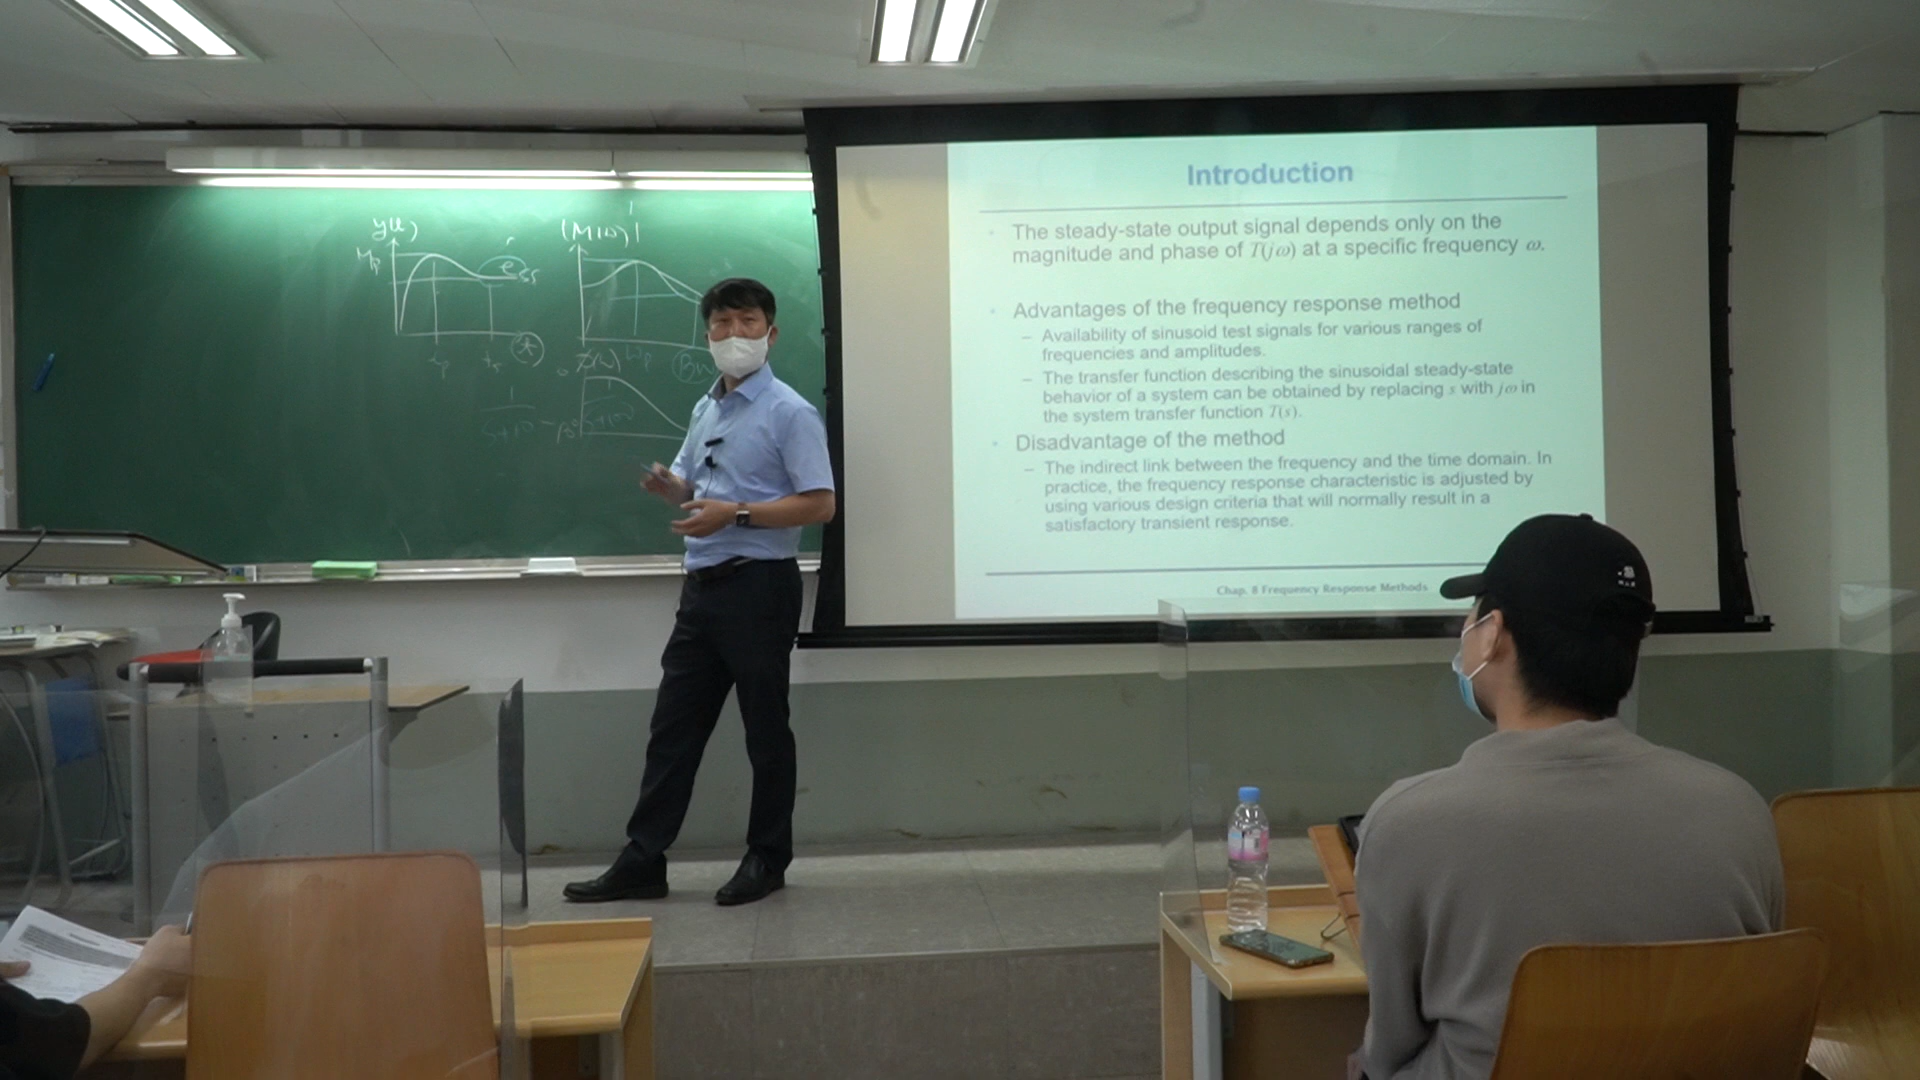 y(t)
Mp
ess
|M(ω)|
ωp
BW
Introduction
The steady-state output signal depends only on the
magnitude and phase of T(jω) at a specific frequency ω.
Advantages of the frequency response method
– Availability of sinusoid test signals for various ranges of
frequencies and amplitudes.
– The transfer function describing the sinusoidal steady-state
behavior of a system can be obtained by replacing s with jω in
the system transfer function T(s).
Disadvantage of the method
– The indirect link between the frequency and the time domain. In
practice, the frequency response characteristic is adjusted by
using various design criteria that will normally result in a
satisfactory transient response.
Chap. 8 Frequency Response Methods